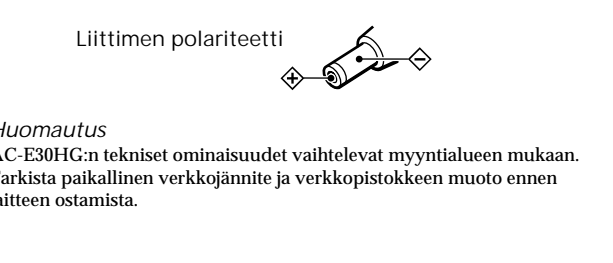 Liittimen polariteetti
Huomautus
AC-E30HG:n tekniset ominaisuudet vaihtelevat myyntialueen mukaan.
Tarkista paikallinen verkkojännite ja verkkopistokkeen muoto ennen
laitteen ostamista.